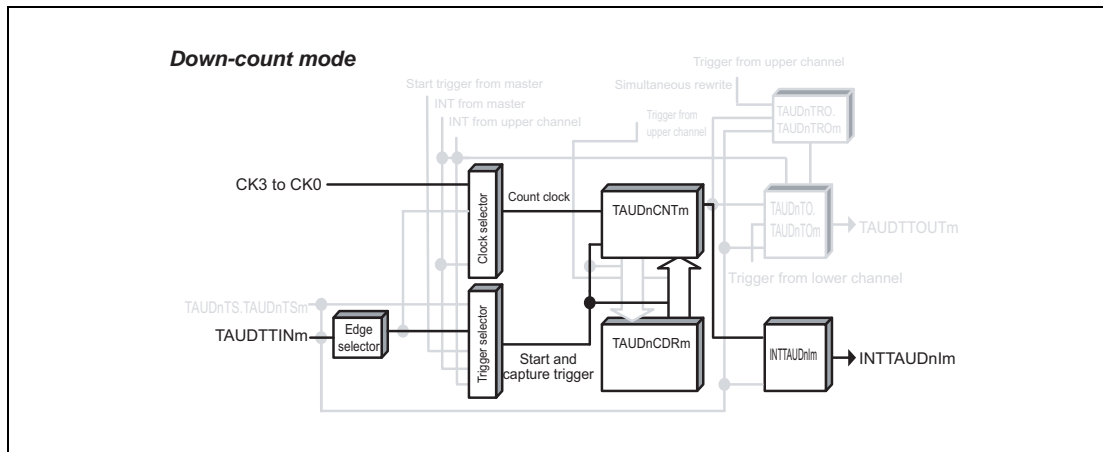 Down-count mode
Trigger from upper channel
Start trigger from master
Simultaneous rewrite
INT from master
INT from upper channel
Trigger from
upper channel
TAUDnTRO.
TAUDnTROm
CK3 to CK0
Clock selector
Count clock
TAUDnCNTm
TAUDnTO.
TAUDnTOm
TAUDTTOUTm
Trigger from lower channel
TAUDnTS.TAUDnTSm
TAUDTTINm
Edge
selector
Trigger selector
Start and
capture trigger
TAUDnCDRm
INTTAUDnIm
INTTAUDnIm